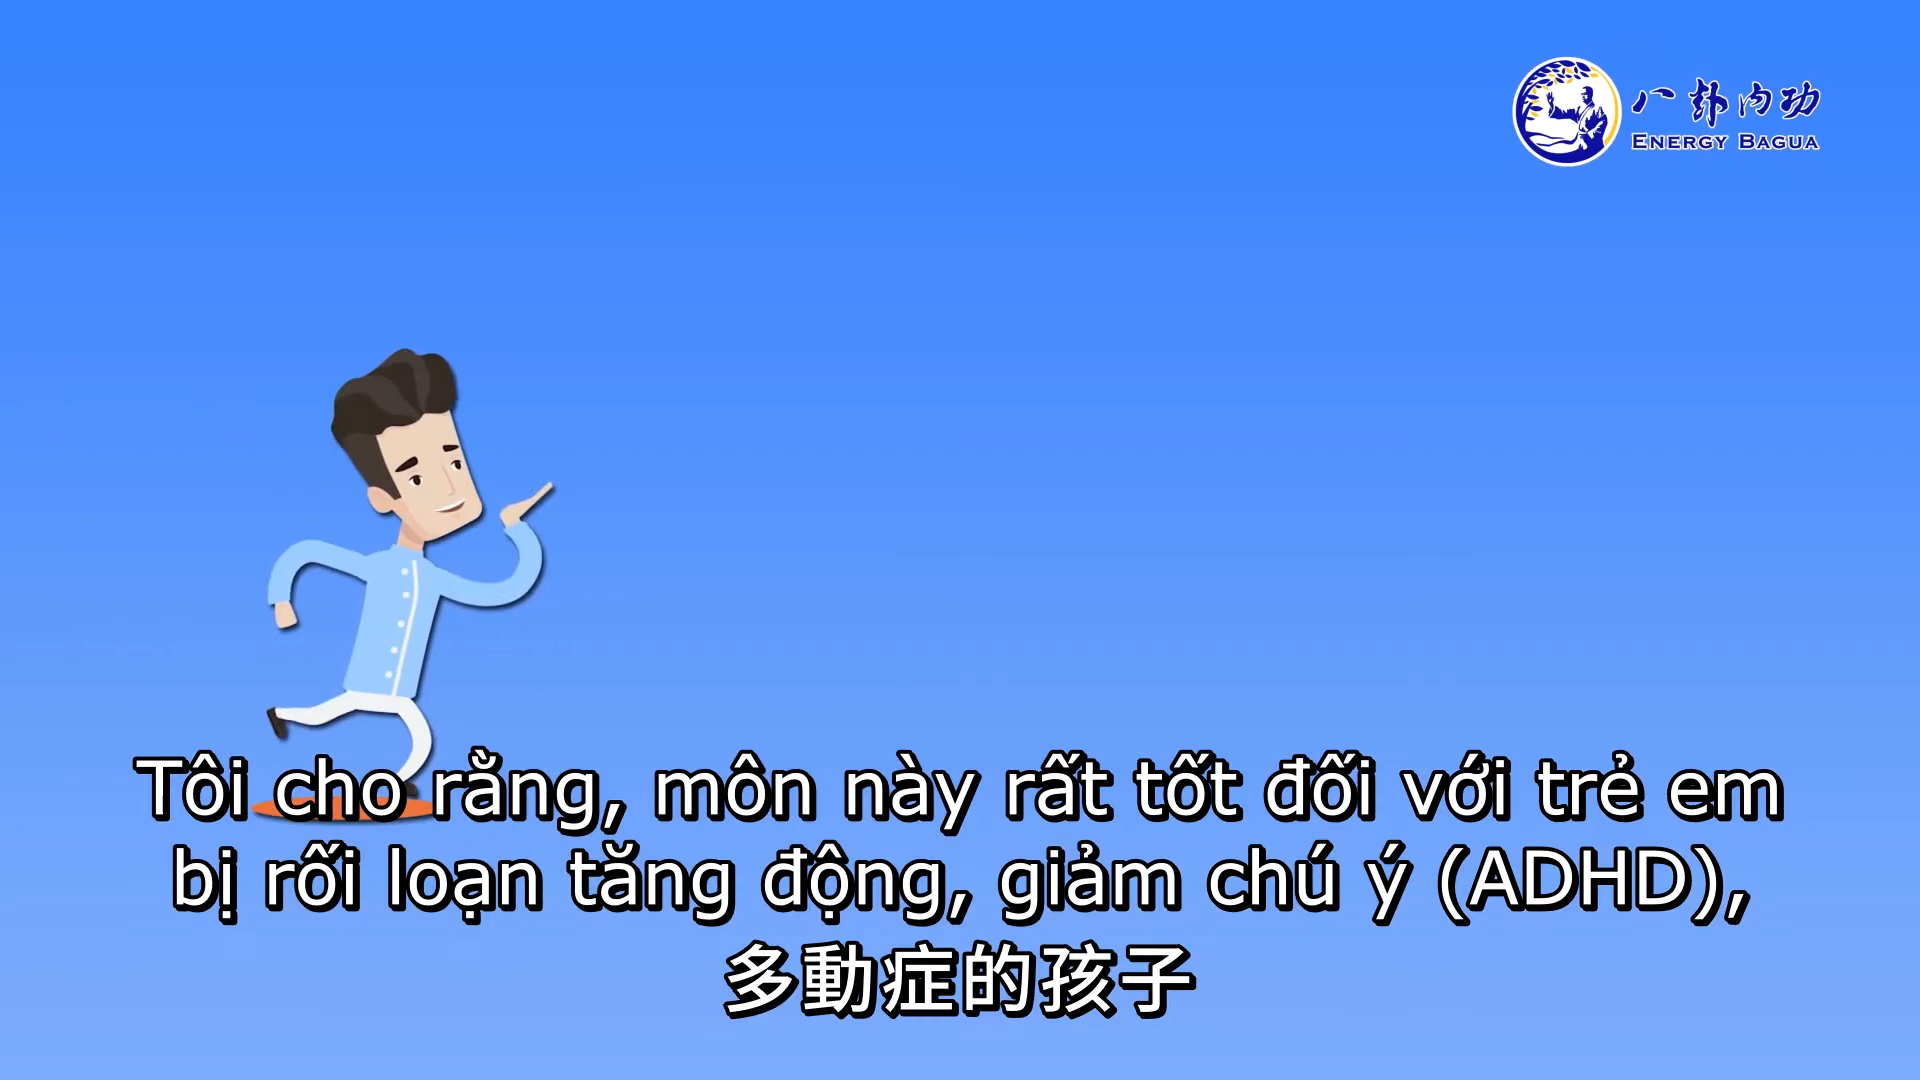 八卦内功
ENERGY BAGUA
Tôi cho rằng, môn này rất tốt đối với trẻ em
bị rối loạn tăng động, giảm chú ý (ADHD),
多動症的孩子